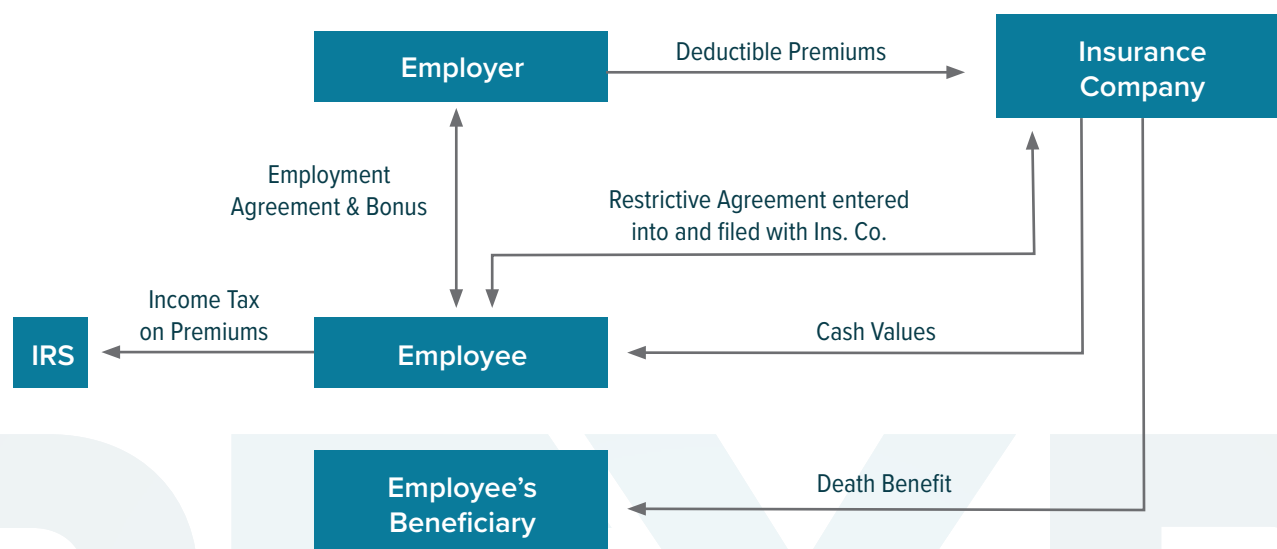 Employer
Deductible Premiums
Insurance
Company
Employment
Agreement & Bonus
Restrictive Agreement entered
into and filed with Ins. Co.
Income Tax
on Premiums
IRS
Employee
Cash Values
Employee’s
Beneficiary
Death Benefit